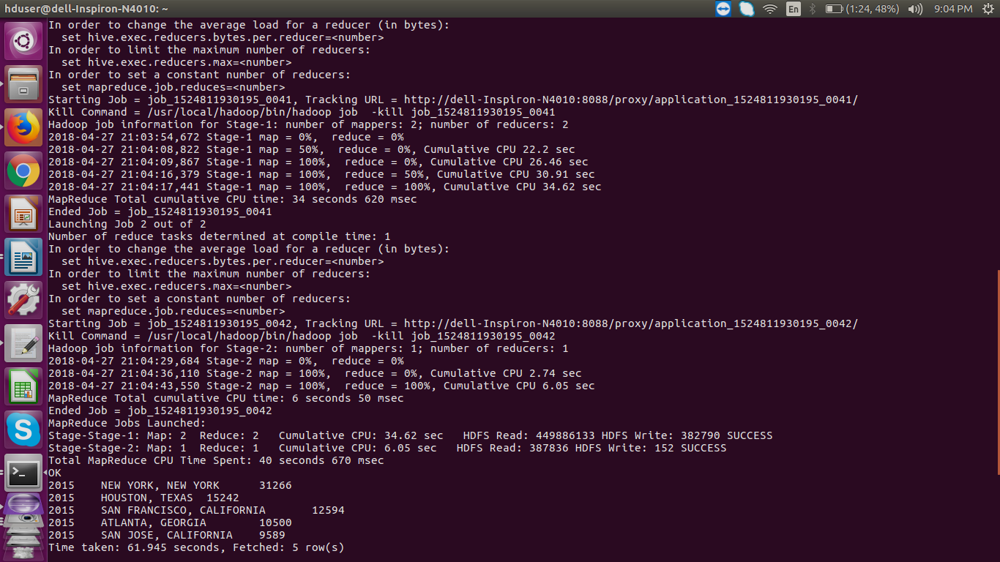 hduser@dell-Inspiron-N4010: ~
En
(1:24, 48%)
9:04 PM
In order to change the average load for a reducer (in bytes):
  set hive.exec.reducers.bytes.per.reducer=<number>
In order to limit the maximum number of reducers:
  set hive.exec.reducers.max=<number>
In order to set a constant number of reducers:
  set mapreduce.job.reduces=<number>
Starting Job = job_1524811930195_0041, Tracking URL = http://dell-Inspiron-N4010:8088/proxy/application_1524811930195_0041/
Kill Command = /usr/local/hadoop/bin/hadoop job  -kill job_1524811930195_0041
Hadoop job information for Stage-1: number of mappers: 2; number of reducers: 2
2018-04-27 21:03:54,672 Stage-1 map = 0%,  reduce = 0%
2018-04-27 21:04:08,822 Stage-1 map = 50%,  reduce = 0%, Cumulative CPU 22.2 sec
2018-04-27 21:04:09,867 Stage-1 map = 100%,  reduce = 0%, Cumulative CPU 26.46 sec
2018-04-27 21:04:16,379 Stage-1 map = 100%,  reduce = 50%, Cumulative CPU 30.91 sec
2018-04-27 21:04:17,441 Stage-1 map = 100%,  reduce = 100%, Cumulative CPU 34.62 sec
MapReduce Total cumulative CPU time: 34 seconds 620 msec
Ended Job = job_1524811930195_0041
Launching Job 2 out of 2
Number of reduce tasks determined at compile time: 1
In order to change the average load for a reducer (in bytes):
  set hive.exec.reducers.bytes.per.reducer=<number>
In order to limit the maximum number of reducers:
  set hive.exec.reducers.max=<number>
In order to set a constant number of reducers:
  set mapreduce.job.reduces=<number>
Starting Job = job_1524811930195_0042, Tracking URL = http://dell-Inspiron-N4010:8088/proxy/application_1524811930195_0042/
Kill Command = /usr/local/hadoop/bin/hadoop job  -kill job_1524811930195_0042
Hadoop job information for Stage-2: number of mappers: 1; number of reducers: 1
2018-04-27 21:04:29,684 Stage-2 map = 0%,  reduce = 0%
2018-04-27 21:04:36,110 Stage-2 map = 100%,  reduce = 0%, Cumulative CPU 2.74 sec
2018-04-27 21:04:43,550 Stage-2 map = 100%,  reduce = 100%, Cumulative CPU 6.05 sec
MapReduce Total cumulative CPU time: 6 seconds 50 msec
Ended Job = job_1524811930195_0042
MapReduce Jobs Launched:
Stage-Stage-1: Map: 2  Reduce: 2   Cumulative CPU: 34.62 sec   HDFS Read: 449886133 HDFS Write: 382790 SUCCESS
Stage-Stage-2: Map: 1  Reduce: 1   Cumulative CPU: 6.05 sec   HDFS Read: 387836 HDFS Write: 152 SUCCESS
Total MapReduce CPU Time Spent: 40 seconds 670 msec
OK
2015    NEW YORK, NEW YORK      31266
2015    HOUSTON, TEXAS  15242
2015    SAN FRANCISCO, CALIFORNIA       12594
2015    ATLANTA, GEORGIA        10500
2015    SAN JOSE, CALIFORNIA    9589
Time taken: 61.945 seconds, Fetched: 5 row(s)